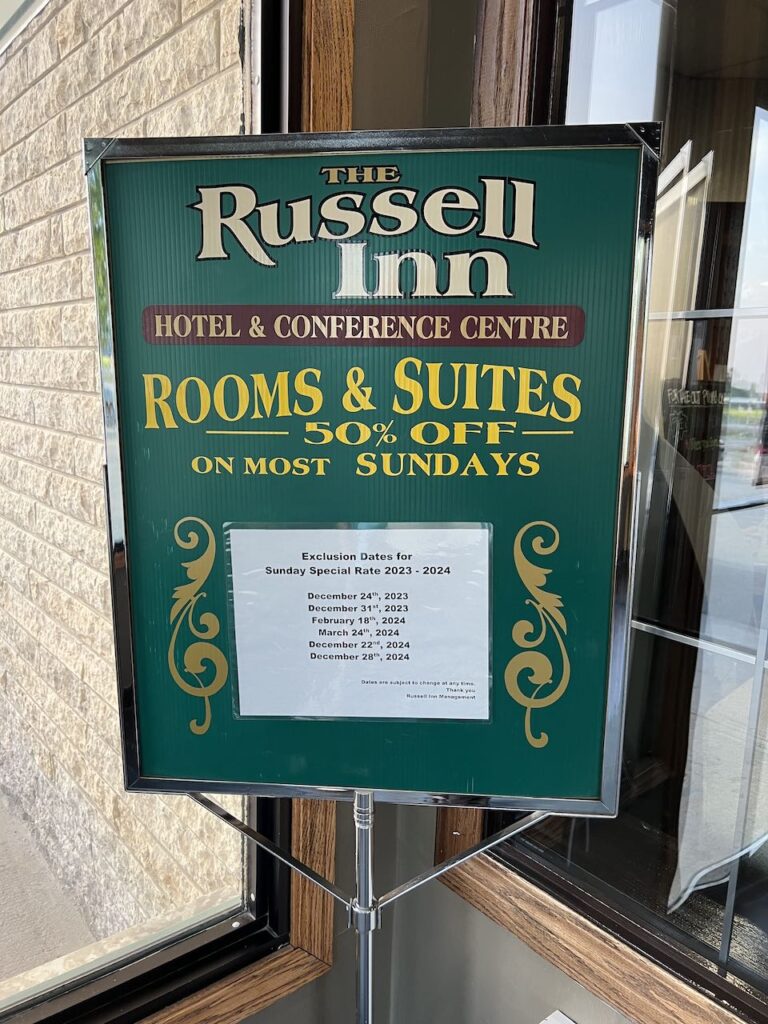 THE
Russell
Inn
HOTEL & CONFERENCE CENTRE
ROOMS & SUITES
50% OFF
ON MOST SUNDAYS
Exclusion Dates for
Sunday Special Rate 2023 - 2024
December 24th, 2023
December 31st, 2023
February 18th, 2024
March 24th, 2024
December 22nd, 2024
December 28th, 2024
Dates are subject to change at any time.
Thank you
Russell Inn Management